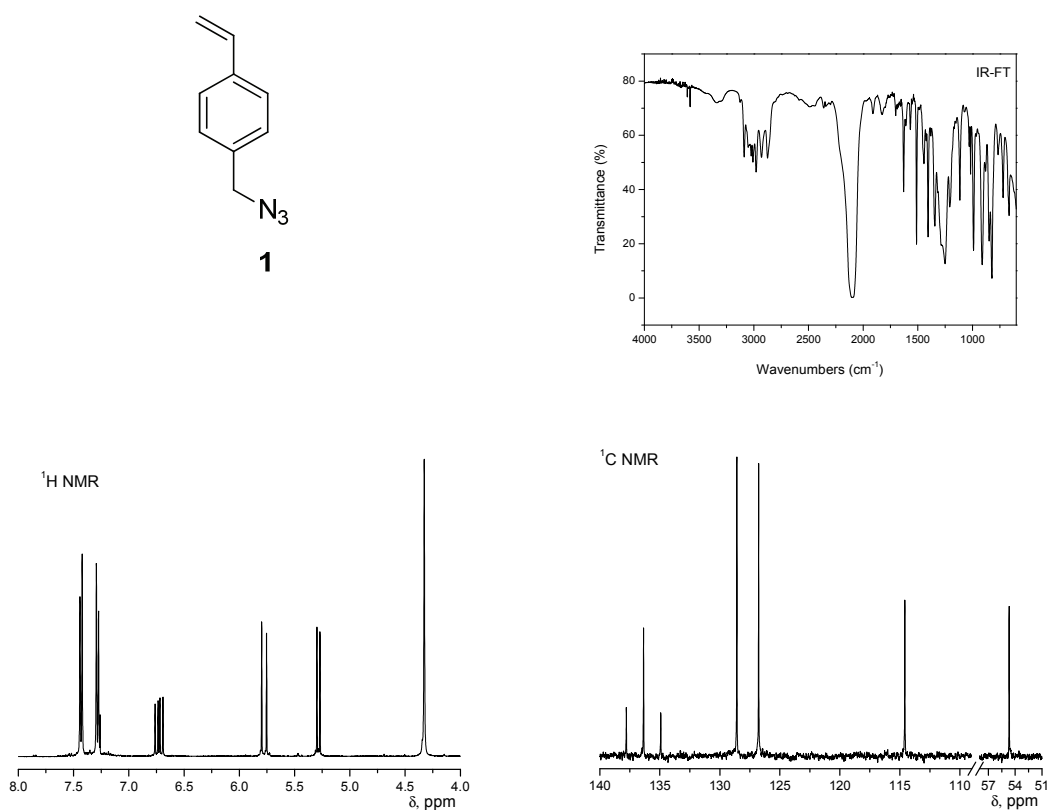 N3
1
IR-FT
Transmittance (%)
80
60
40
20
0
4000 3500 3000 2500 2000 1500 1000
Wavenumbers (cm-1)
1H NMR
8.0 7.5 7.0 6.5 6.0 5.5 5.0 4.5 4.0
δ, ppm
1C NMR
140 135 130 125 120 115 110 57 54 51
δ, ppm